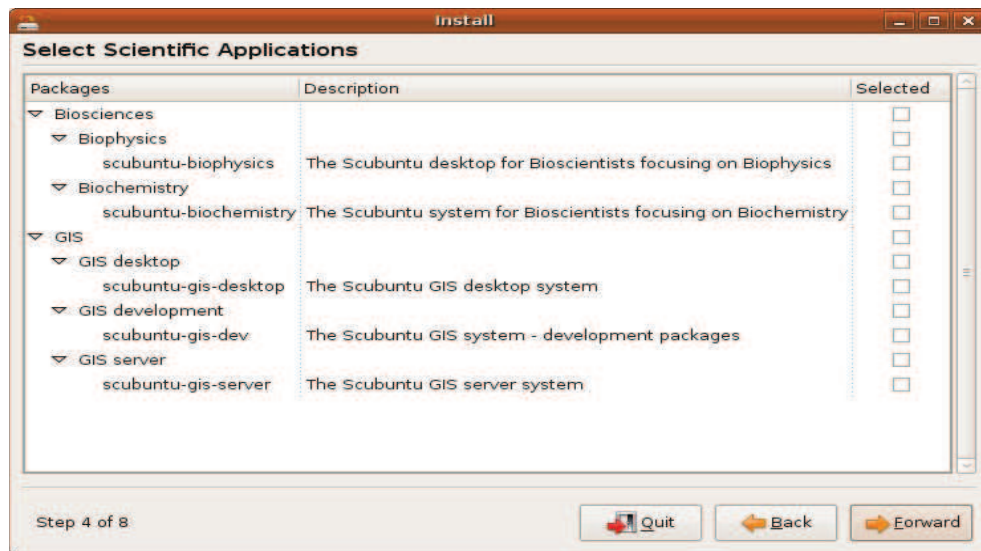 Install
Select Scientific Applications
Packages Description Selected
Biosciences
Biophysics
scubuntu-biophysics The Scubuntu desktop for Bioscientists focusing on Biophysics
Biochemistry
scubuntu-biochemistry The Scubuntu system for Bioscientists focusing on Biochemistry
GIS
GIS desktop
scubuntu-gis-desktop The Scubuntu GIS desktop system
GIS development
scubuntu-gis-dev The Scubuntu GIS system - development packages
GIS server
scubuntu-gis-server The Scubuntu GIS server system
Step 4 of 8 Quit Back Forward